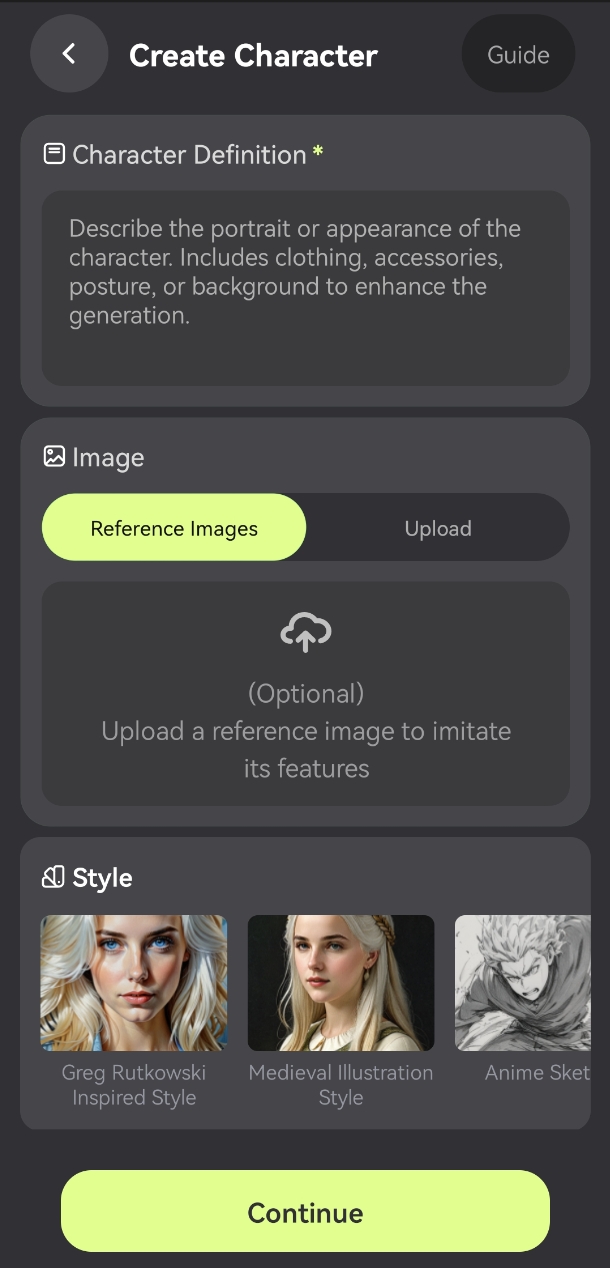 Create Character
Guide
Character Definition *
Describe the portrait or appearance of the
character. Includes clothing, accessories,
posture, or background to enhance the
generation.
Image
Reference Images
Upload
(Optional)
Upload a reference image to imitate
its features
Style
Greg Rutkowski
Inspired Style
Medieval Illustration
Style
Anime Sket
Continue